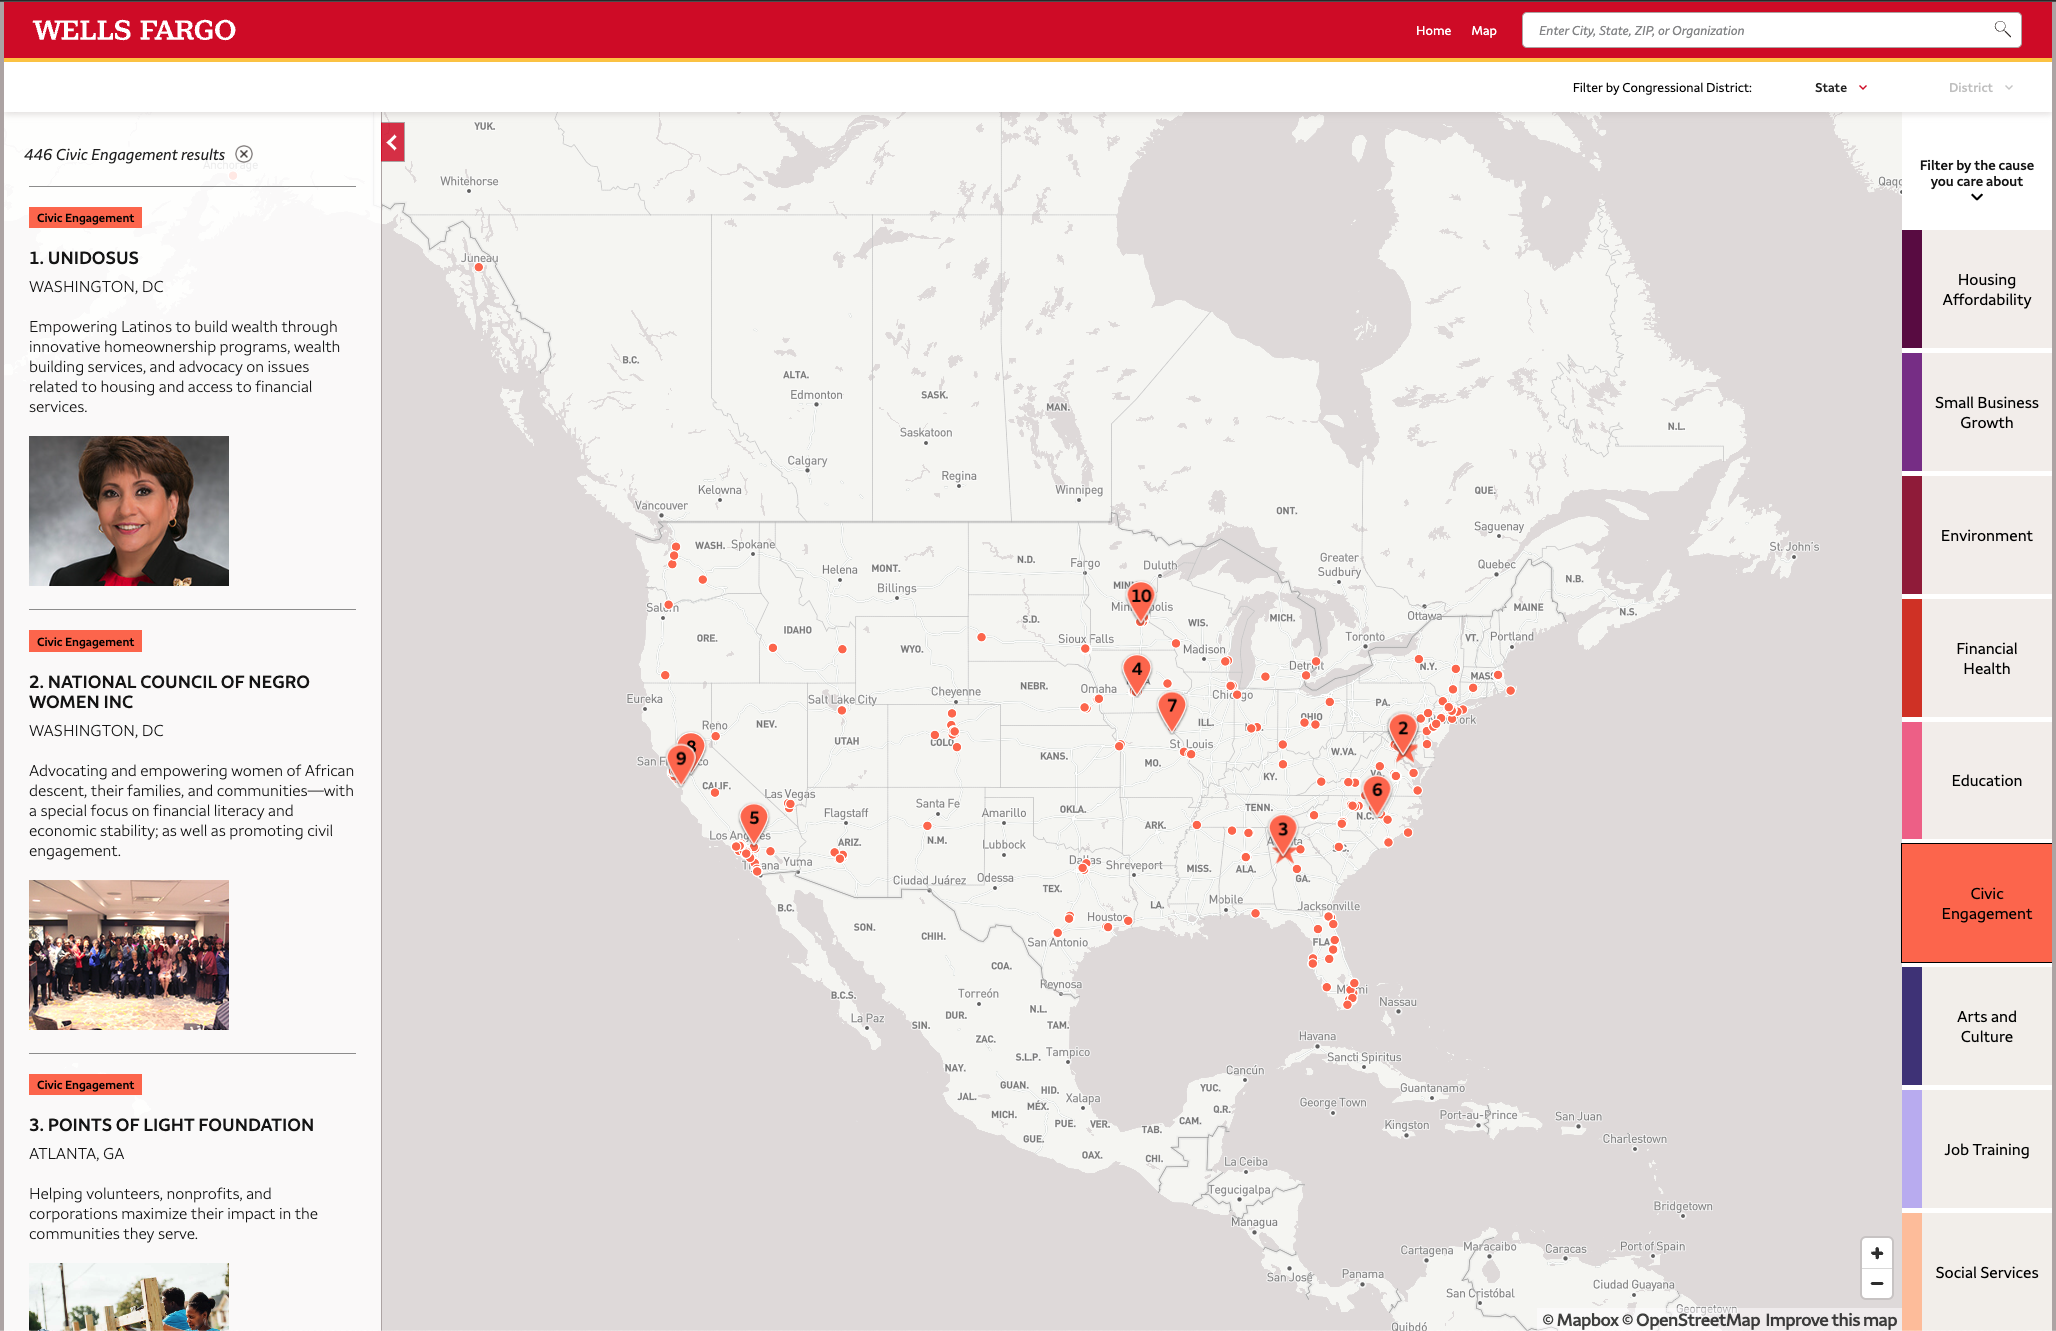 WELLS FARGO
Home
Map
Enter City, State, ZIP, or Organization
Filter by Congressional District:
State
District
446 Civic Engagement results
Anchorage
Civic Engagement
1. UNIDOSUS
WASHINGTON, DC
Empowering Latinos to build wealth through
innovative homeownership programs, wealth
building services, and advocacy on issues
related to housing and access to financial
services.
Civic Engagement
2. NATIONAL COUNCIL OF NEGRO
WOMEN INC
WASHINGTON, DC
Advocating and empowering women of African
descent, their families, and communities—with
a special focus on financial literacy and
economic stability; as well as promoting civil
engagement.
Civic Engagement
3. POINTS OF LIGHT FOUNDATION
ATLANTA, GA
Helping volunteers, nonprofits, and
corporations maximize their impact in the
communities they serve.
YUK.
Whitehorse
Juneau
B.C.
ALTA.
Edmonton
SASK.
MAN.
Saskatoon
N.L.
Calgary
Regina
Kelowna
Winnipeg
QUE.
Vancouver
ONT.
Saguenay
WASH.
Spokane
St. John's
N.D.
Fargo
Duluth
Greater
Sudbury
Quebec
Helena
MONT.
Billings
N.B.
10
MAINE
N.S.
Ottawa
S.D.
WIS.
MICH.
IDAHO
ORE.
Sioux Falls
Toronto
VT.
Portland
WYO.
Madison
4
N.Y.
MASS
NEBR.
Omaha
Chicago
Eureka
Salt Lake City
Cheyenne
PA.
7
Reno
NEV.
ILL.
OHIO
2
UTAH
COLO
St. Louis
8
9
KANS.
MO.
W.VA.
CALIF.
KY.
VA.
Las Vegas
6
Santa Fe
Flagstaff
Amarillo
OKLA.
TENN.
N.C.
5
ARK.
3
Los Angeles
ARIZ.
N.M.
Lubbock
S.C.
Tijuana
Yuma
Dallas
Shreveport
MISS.
ALA.
GA.
Ciudad Juárez
Odessa
TEX.
B.C.
LA.
Mobile
Jacksonville
SON.
Houston
CHIH.
San Antonio
FLA
COA.
Reynosa
Miami
B.C.S.
Torreón
Nassau
La Paz
DUR.
N.L.
SIN.
TAM.
ZAC.
Havana
S.L.P.
Tampico
Sancti Spiritus
NAY.
Cancún
GUAN.
HID.
YUC.
Guantanamo
JAL.
MÉX.
Xalapa
Q.R.
George Town
MICH.
PUE.
VER.
CAM.
Port-au-Prince
San Juan
GUE.
TAB.
Kingston
Charlestown
OAX.
CHI.
La Ceiba
Tegucigalpa
Bridgetown
Managua
Cartagena
Maracaibo
Caracas
Port of Spain
San José
Panama
San Cristóbal
Ciudad Guayana
Georgetown
Quibdó
© Mapbox © OpenStreetMap Improve this map
Filter by the cause
you care about
Housing
Affordability
Small Business
Growth
Environment
Financial
Health
Education
Civic
Engagement
Arts and
Culture
Job Training
Social Services